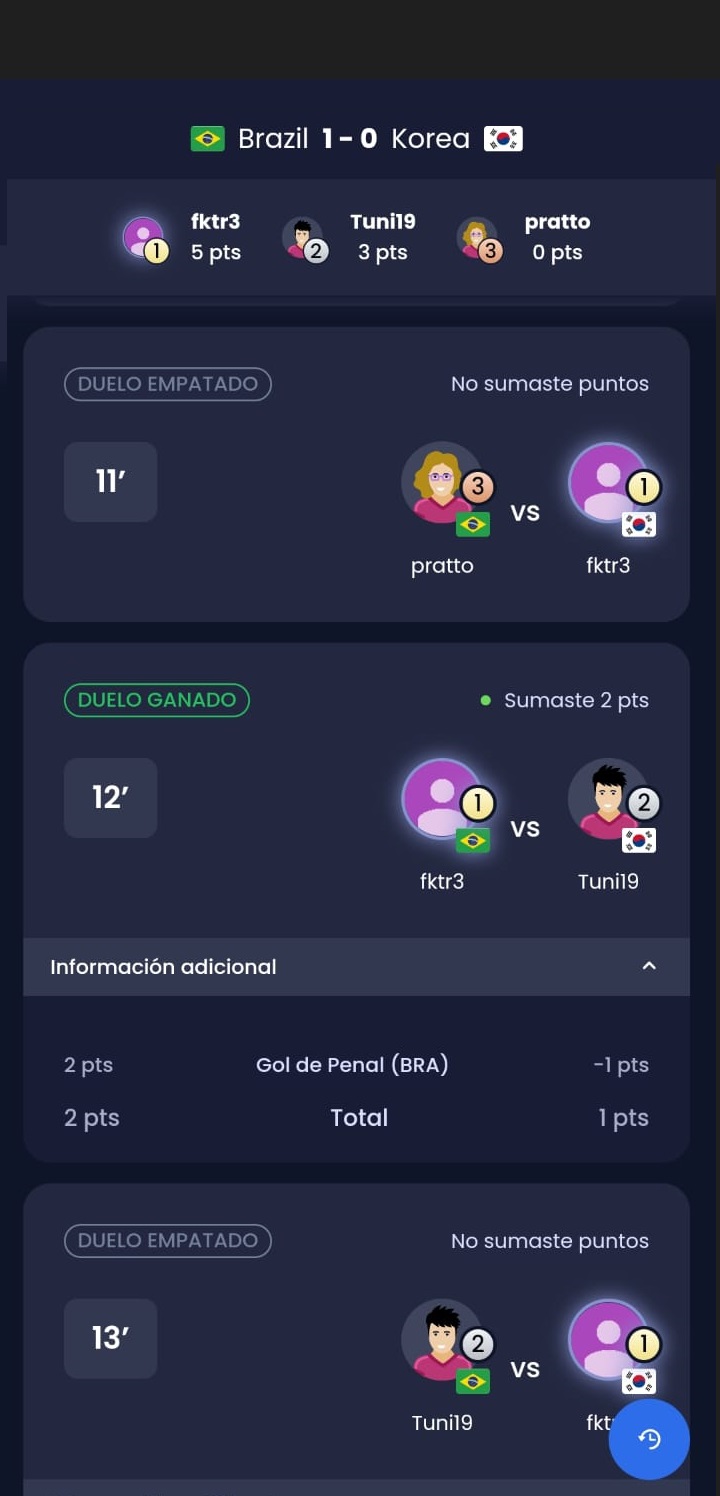 Brazil 1 - 0 Korea
fktr3 Tuni19 pratto
1 5 pts 2 3 pts 3 0 pts
DUELO EMPATADO No sumaste puntos
11’ 3 VS 1
pratto fktr3
DUELO GANADO Sumaste 2 pts
12’ 1 VS 2
fktr3 Tuni19
Información adicional
2 pts Gol de Penal (BRA) -1 pts
2 pts Total 1 pts
DUELO EMPATADO No sumaste puntos
13’ 2 VS 1
Tuni19 fkt